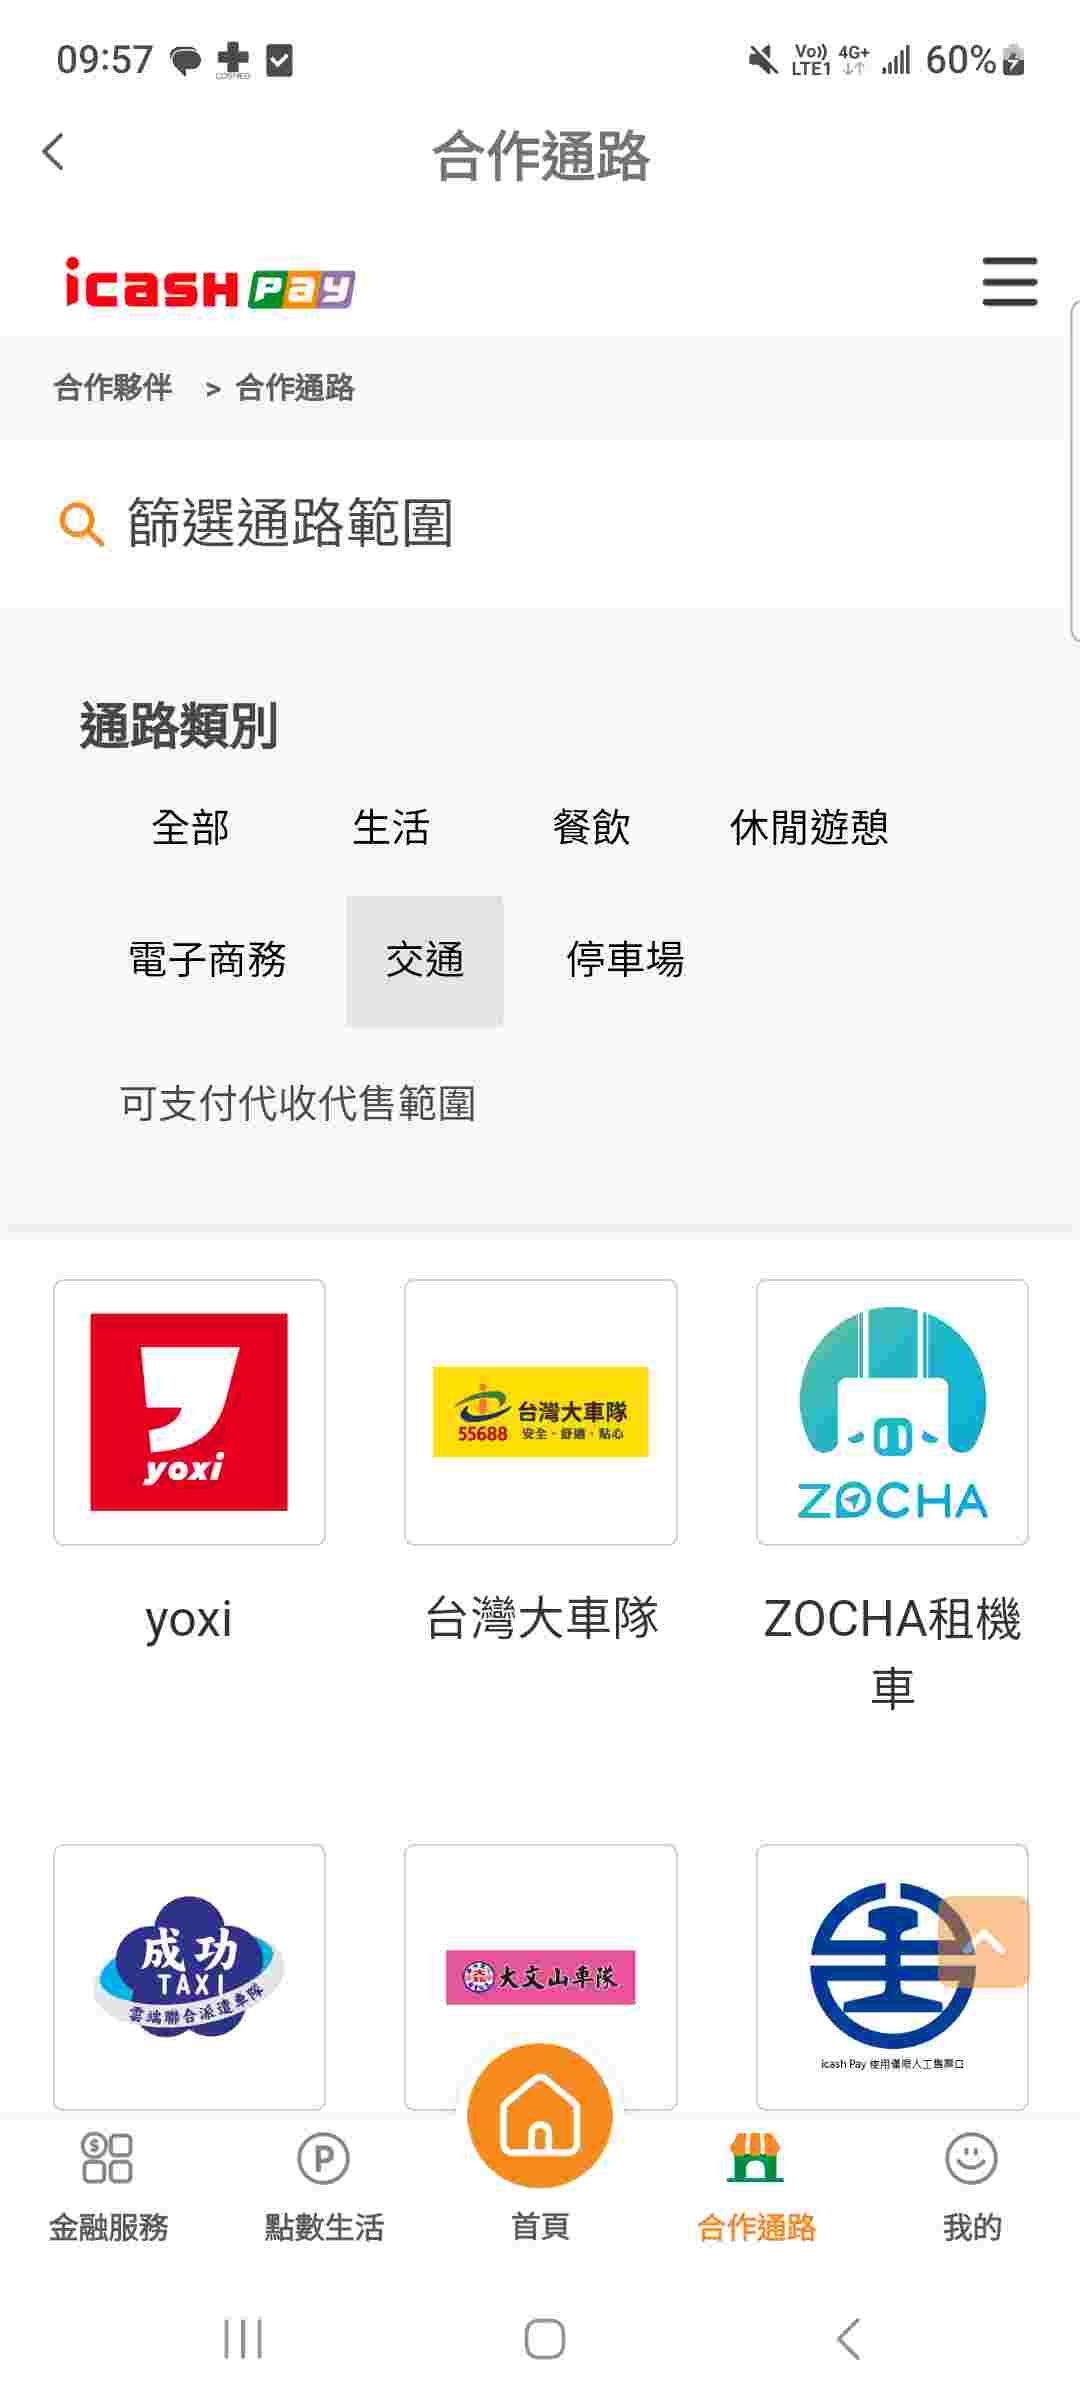 09:57
COSMED
Vo)) LTE1
4G+
60%
合作通路
icash Pay
合作夥伴 > 合作通路
篩選通路範圍
通路類別
全部 生活 餐飲 休閒遊憩
電子商務 交通 停車場
可支付代收代售範圍
yoxi
台灣大車隊
55688 安全・舒適・貼心
ZOCHA
yoxi
台灣大車隊
ZOCHA租機
車
成功
TAXI
雲端聯合派遣車隊
大文山車隊
icash Pay 使用僅限人工售票口
金融服務
點數生活
首頁
合作通路
我的